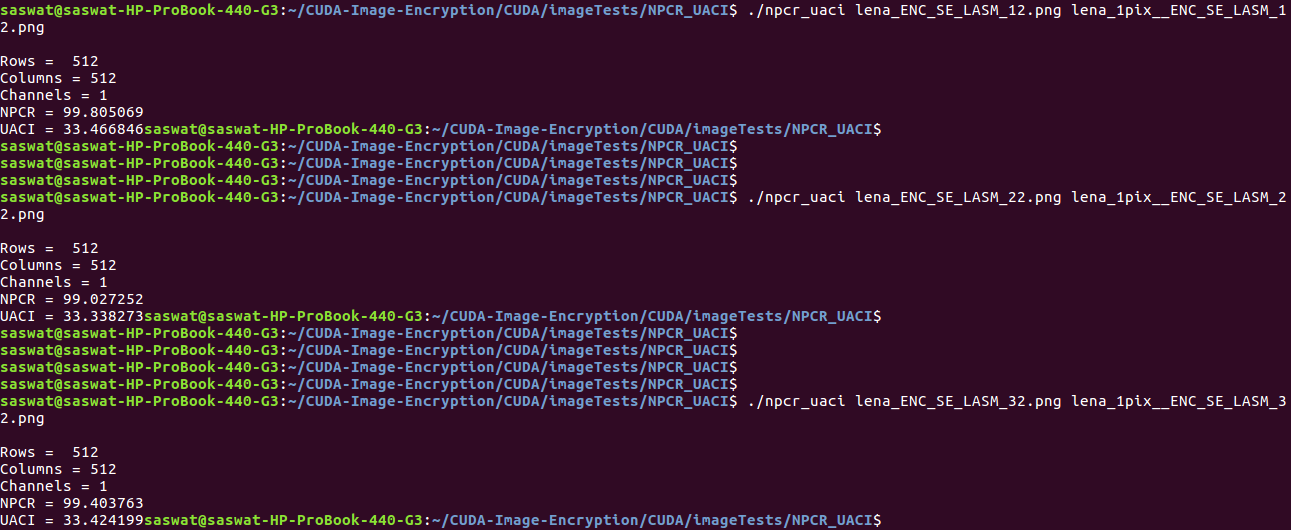 saswat@saswat-HP-ProBook-440-G3:~/CUDA-Image-Encryption/CUDA/imageTests/NPCR_UACI$ ./npcr_uaci lena_ENC_SE_LASM_12.png lena_1pix__ENC_SE_LASM_1
2.png
Rows =  512
Columns = 512
Channels = 1
NPCR = 99.805069
UACI = 33.466846saswat@saswat-HP-ProBook-440-G3:~/CUDA-Image-Encryption/CUDA/imageTests/NPCR_UACI$
saswat@saswat-HP-ProBook-440-G3:~/CUDA-Image-Encryption/CUDA/imageTests/NPCR_UACI$
saswat@saswat-HP-ProBook-440-G3:~/CUDA-Image-Encryption/CUDA/imageTests/NPCR_UACI$
saswat@saswat-HP-ProBook-440-G3:~/CUDA-Image-Encryption/CUDA/imageTests/NPCR_UACI$
saswat@saswat-HP-ProBook-440-G3:~/CUDA-Image-Encryption/CUDA/imageTests/NPCR_UACI$ ./npcr_uaci lena_ENC_SE_LASM_22.png lena_1pix__ENC_SE_LASM_2
2.png
Rows =  512
Columns = 512
Channels = 1
NPCR = 99.027252
UACI = 33.338273saswat@saswat-HP-ProBook-440-G3:~/CUDA-Image-Encryption/CUDA/imageTests/NPCR_UACI$
saswat@saswat-HP-ProBook-440-G3:~/CUDA-Image-Encryption/CUDA/imageTests/NPCR_UACI$
saswat@saswat-HP-ProBook-440-G3:~/CUDA-Image-Encryption/CUDA/imageTests/NPCR_UACI$
saswat@saswat-HP-ProBook-440-G3:~/CUDA-Image-Encryption/CUDA/imageTests/NPCR_UACI$
saswat@saswat-HP-ProBook-440-G3:~/CUDA-Image-Encryption/CUDA/imageTests/NPCR_UACI$
saswat@saswat-HP-ProBook-440-G3:~/CUDA-Image-Encryption/CUDA/imageTests/NPCR_UACI$ ./npcr_uaci lena_ENC_SE_LASM_32.png lena_1pix__ENC_SE_LASM_3
2.png
Rows =  512
Columns = 512
Channels = 1
NPCR = 99.403763
UACI = 33.424199saswat@saswat-HP-ProBook-440-G3:~/CUDA-Image-Encryption/CUDA/imageTests/NPCR_UACI$